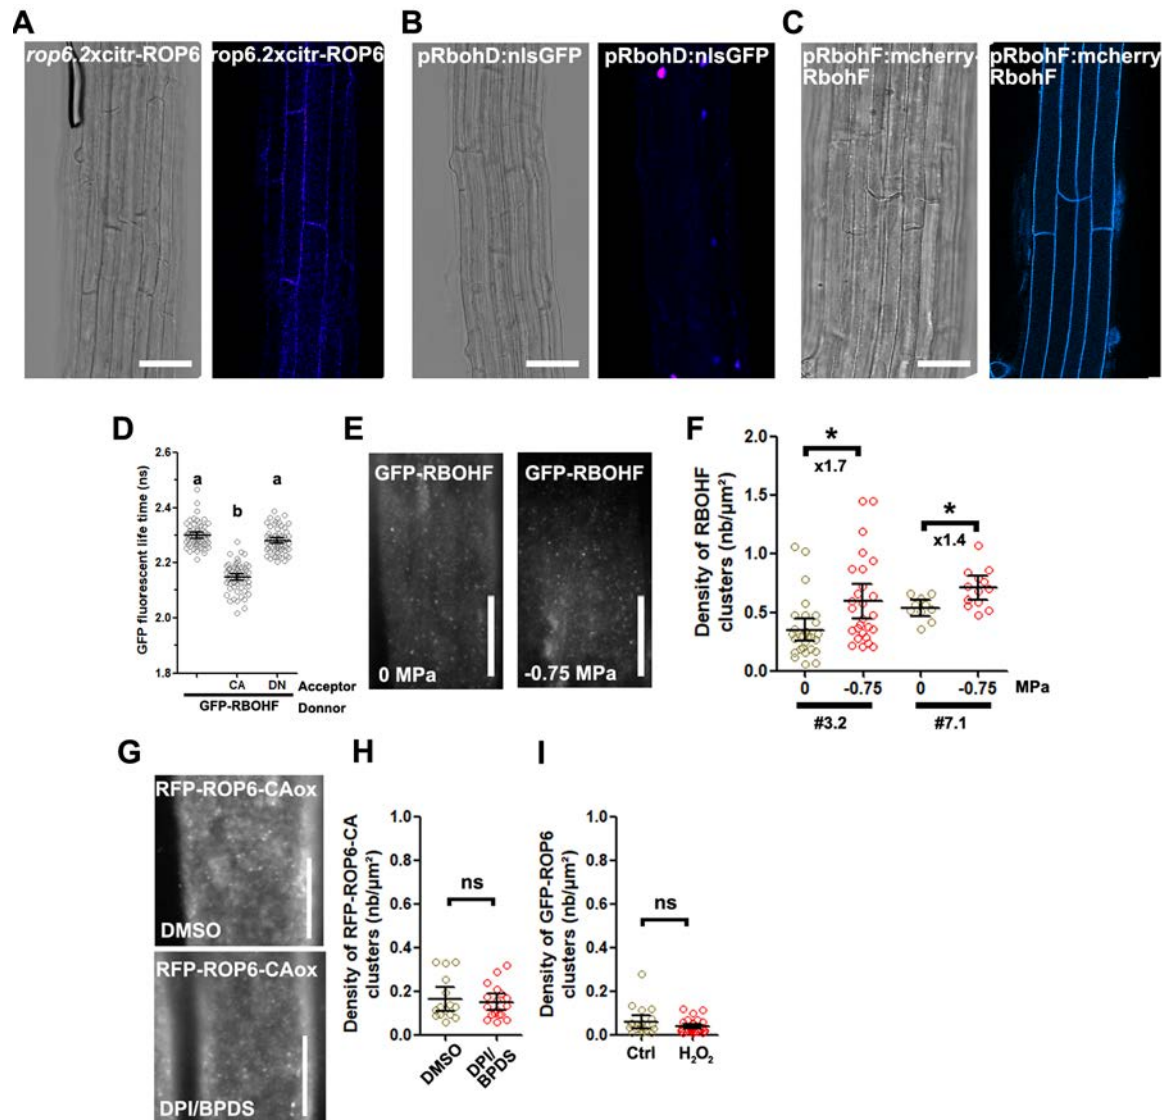 A
rop6.2xcitr-ROP6
rop6.2xcitr-ROP6
B
pRbohD:nlsGFP
pRbohD:nlsGFP
C
pRbohF:mcherry-
RbohF
pRbohF:mcherry
RbohF
D
GFP fluorescent life time (ns)
2.6
2.4
2.2
2.0
1.8
a
b
a
CA
DN
Acceptor
GFP-RBOHF
Donnor
E
GFP-RBOHF
0 MPa
GFP-RBOHF
-0.75 MPa
F
Density of RBOHF
clusters (nb/µm²)
2.0
1.5
1.0
0.5
0.0
*
x1.7
*
x1.4
0
-0.75
0
-0.75
MPa
#3.2
#7.1
G
RFP-ROP6-CAox
DMSO
RFP-ROP6-CAox
DPI/BPDS
H
Density of RFP-ROP6-CA
clusters (nb/µm²)
1.0
0.8
0.6
0.4
0.2
0.0
ns
DMSO
DPI/
BPDS
I
Density of GFP-ROP6
clusters (nb/µm²)
1.0
0.8
0.6
0.4
0.2
0.0
ns
Ctrl
H₂O₂